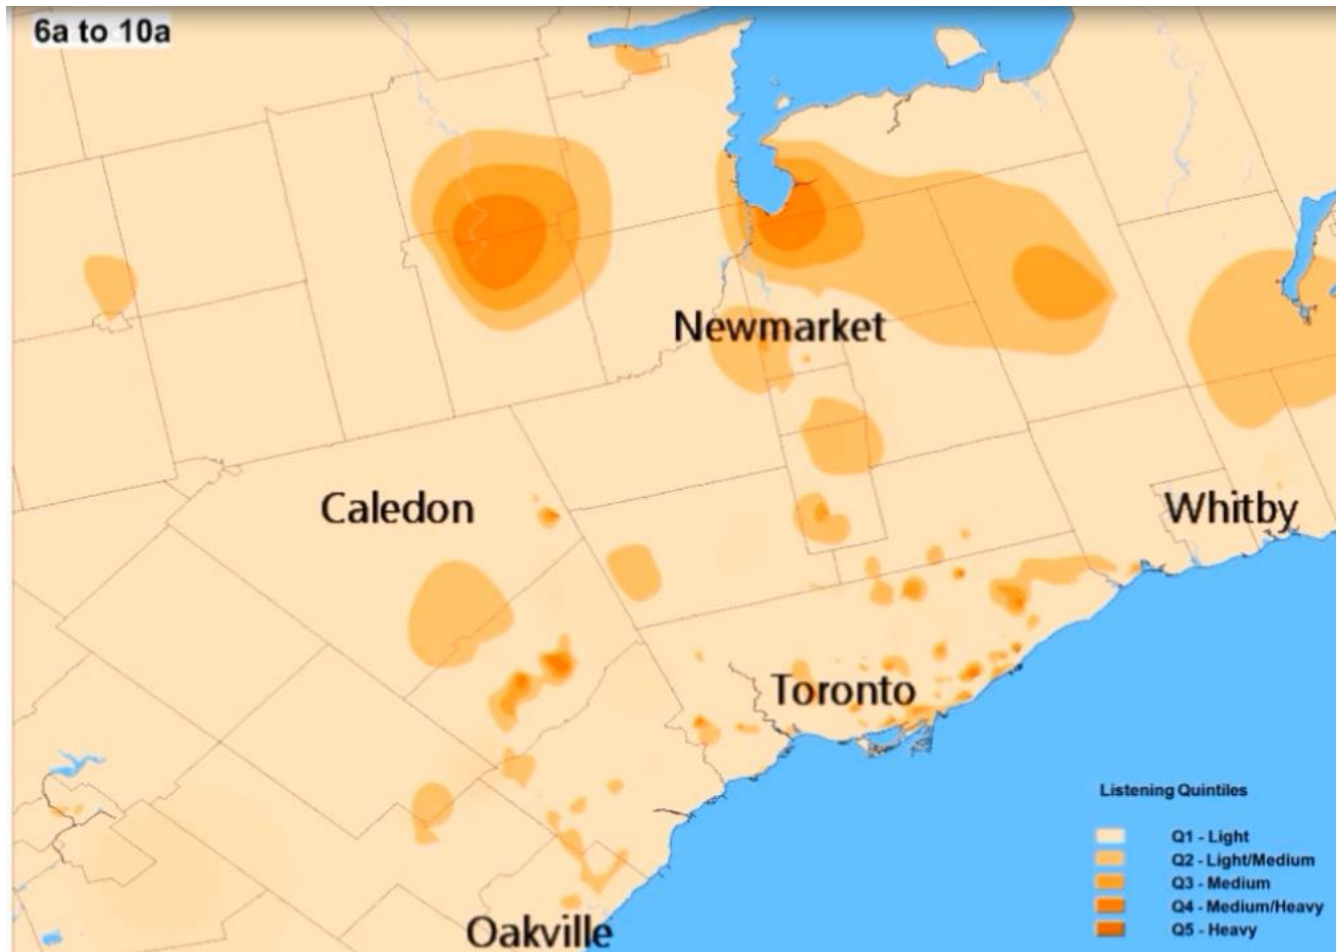 6a to 10a
Newmarket
Caledon
Whitby
Toronto
Oakville
Listening Quintiles
Q1 - Light
Q2 - Light/Medium
Q3 - Medium
Q4 - Medium/Heavy
Q5 - Heavy